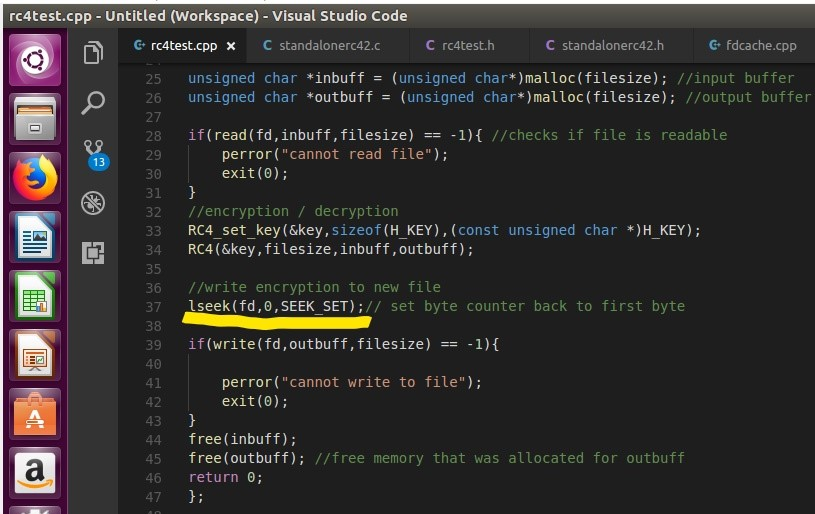 rc4test.cpp - Untitled (Workspace) - Visual Studio Code
rc4test.cpp × standalonerc42.c rc4test.h standalonerc42.h fdcache.cpp
25 unsigned char *inbuff = (unsigned char*)malloc(filesize); //input buffer
26 unsigned char *outbuff = (unsigned char*)malloc(filesize); //output buffer
27
28 if(read(fd,inbuff,filesize) == -1){ //checks if file is readable
29 perror("cannot read file");
30 exit(0);
31 }
32 //encryption / decryption
33 RC4_set_key(&key,sizeof(H_KEY),(const unsigned char *)H_KEY);
34 RC4(&key,filesize,inbuff,outbuff);
35
36 //write encryption to new file
37 lseek(fd,0,SEEK_SET);// set byte counter back to first byte
38
39 if(write(fd,outbuff,filesize) == -1){
40
41 perror("cannot write to file");
42 exit(0);
43 }
44 free(inbuff);
45 free(outbuff); //free memory that was allocated for outbuff
46 return 0;
47 };
13